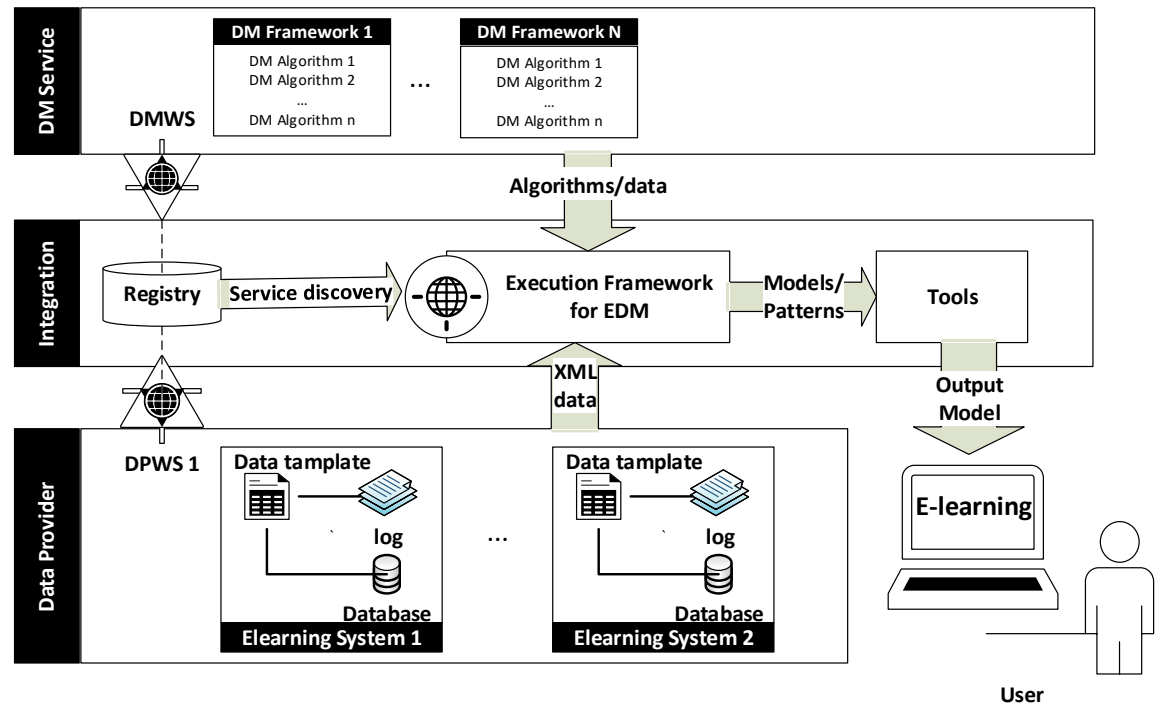 DM Service
DM Framework 1
DM Algorithm 1
DM Algorithm 2
...
DM Algorithm n
...
DM Framework N
DM Algorithm 1
DM Algorithm 2
...
DM Algorithm n
DMWS
Algorithms/data
Integration
Registry
Service discovery
Execution Framework
for EDM
Models/
Patterns
Tools
XML
data
Output
Model
DPWS 1
Data Provider
Data tamplate
log
Database
Elearning System 1
...
Data tamplate
log
Database
Elearning System 2
E-learning
User